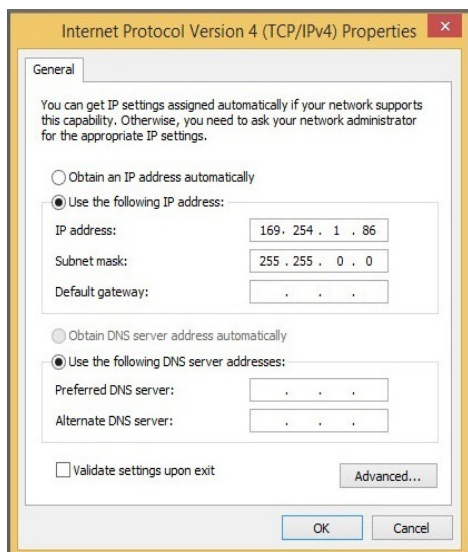 Internet Protocol Version 4 (TCP/IPv4) Properties
General
You can get IP settings assigned automatically if your network supports
this capability. Otherwise, you need to ask your network administrator
for the appropriate IP settings.
Obtain an IP address automatically
Use the following IP address:
IP address: 169 . 254 . 1 . 86
Subnet mask: 255 . 255 . 0 . 0
Default gateway: . . .
Obtain DNS server address automatically
Use the following DNS server addresses:
Preferred DNS server: . . .
Alternate DNS server: . . .
Validate settings upon exit
Advanced...
OK Cancel